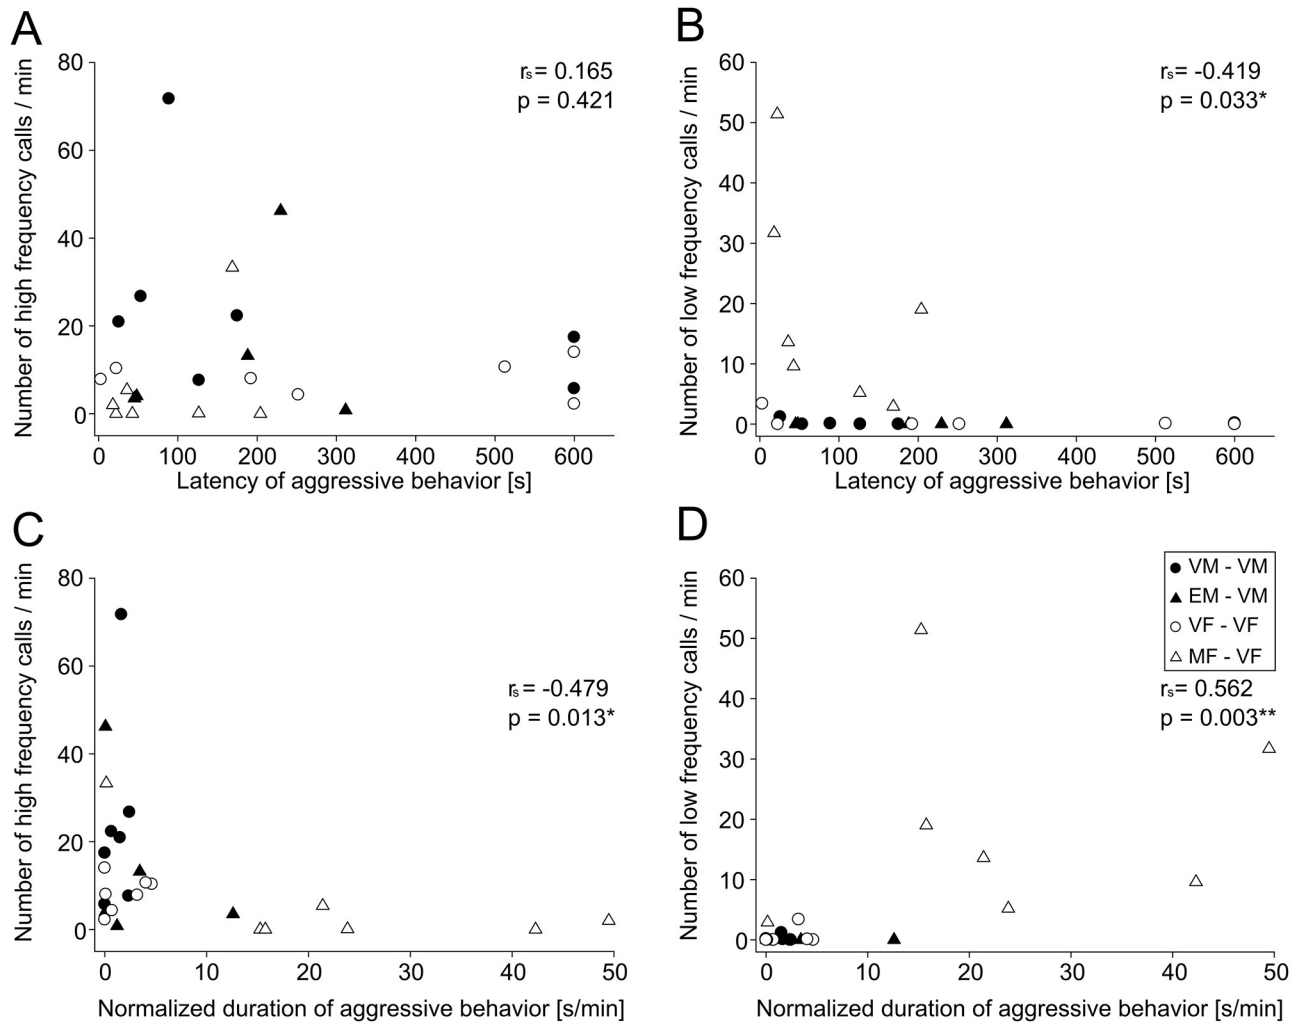 A
Number of high frequency calls / min
80
60
40
20
0
rs= 0.165
p = 0.421
0 100 200 300 400 500 600
Latency of aggressive behavior [s]
B
Number of low frequency calls / min
60
50
40
30
20
10
0
rs= -0.419
p = 0.033*
0 100 200 300 400 500 600
Latency of aggressive behavior [s]
C
Number of high frequency calls / min
80
60
40
20
0
rs= -0.479
p = 0.013*
0 10 20 30 40 50
Normalized duration of aggressive behavior [s/min]
D
Number of low frequency calls / min
60
50
40
30
20
10
0
VM - VM
EM - VM
VF - VF
MF - VF
rs= 0.562
p = 0.003**
0 10 20 30 40 50
Normalized duration of aggressive behavior [s/min]